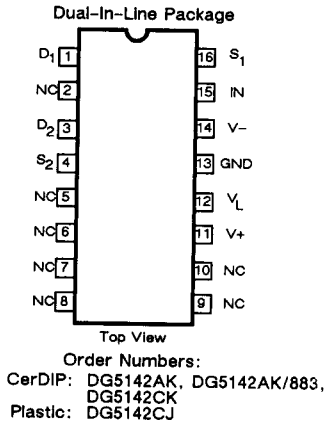 Dual-In-Line Package
D1 1 16 S1
NC 2 15 IN
D2 3 14 V-
S2 4 13 GND
NC 5 12 VL
NC 6 11 V+
NC 7 10 NC
NC 8 9 NC
Top View
Order Numbers:
CerDIP: DG5142AK, DG5142AK/883,
DG5142CK
Plastic: DG5142CJ